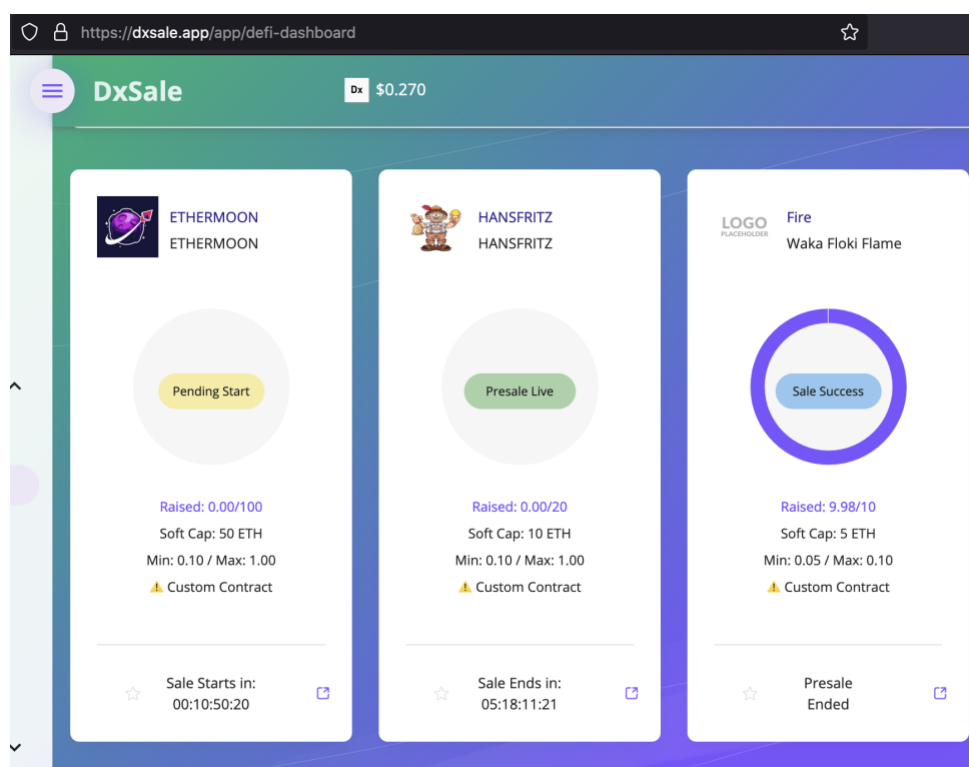 https://dxsale.app/app/defi-dashboard
DxSale
Dx $0.270
ETHERMOON
ETHERMOON
Pending Start
Raised: 0.00/100
Soft Cap: 50 ETH
Min: 0.10 / Max: 1.00
⚠️ Custom Contract
Sale Starts in:
00:10:50:20
HANSFRITZ
HANSFRITZ
Presale Live
Raised: 0.00/20
Soft Cap: 10 ETH
Min: 0.10 / Max: 1.00
⚠️ Custom Contract
Sale Ends in:
05:18:11:21
LOGO
PLACEHOLDER
Fire
Waka Floki Flame
Sale Success
Raised: 9.98/10
Soft Cap: 5 ETH
Min: 0.05 / Max: 0.10
⚠️ Custom Contract
Presale
Ended